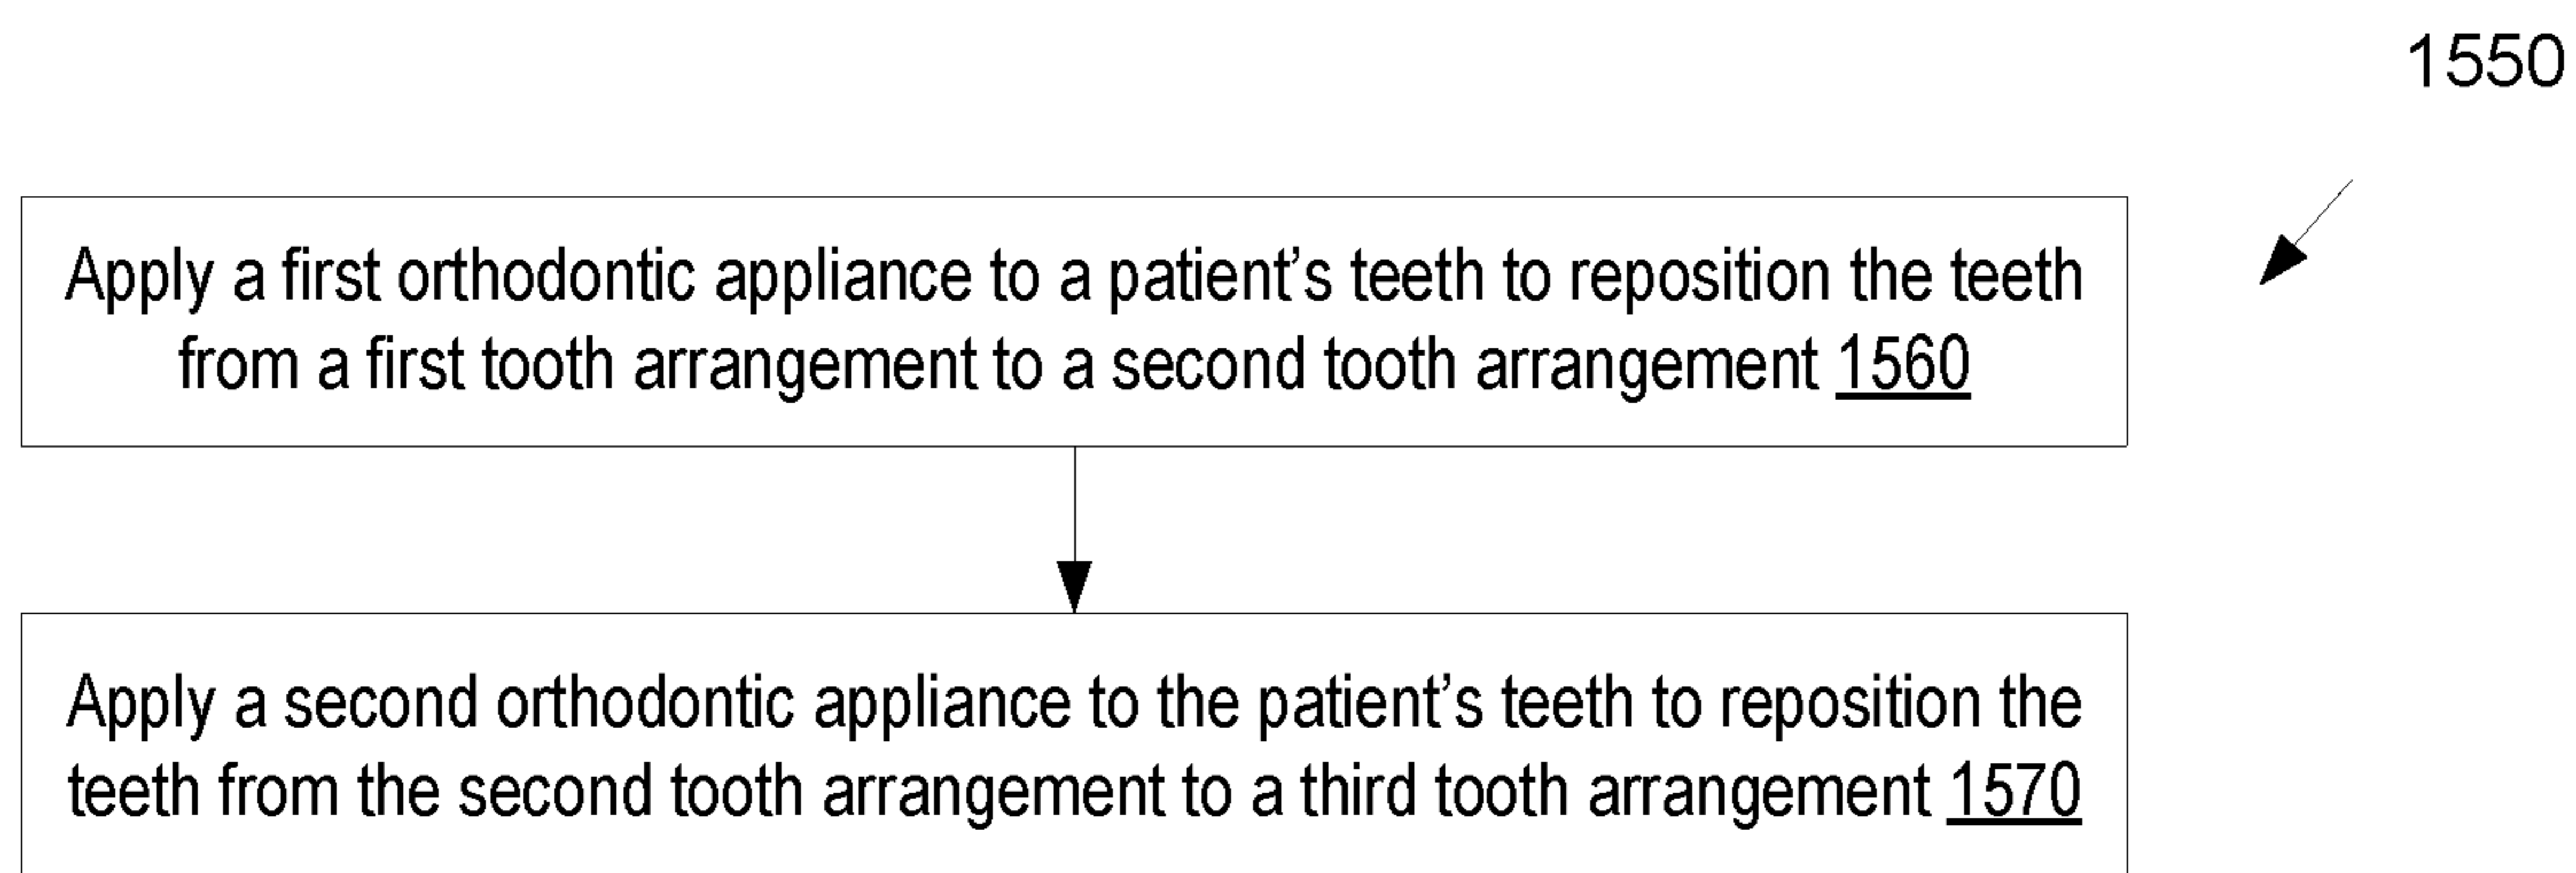 1550
Apply a first orthodontic appliance to a patient’s teeth to reposition the teeth
from a first tooth arrangement to a second tooth arrangement 1560
Apply a second orthodontic appliance to the patient’s teeth to reposition the
teeth from the second tooth arrangement to a third tooth arrangement 1570